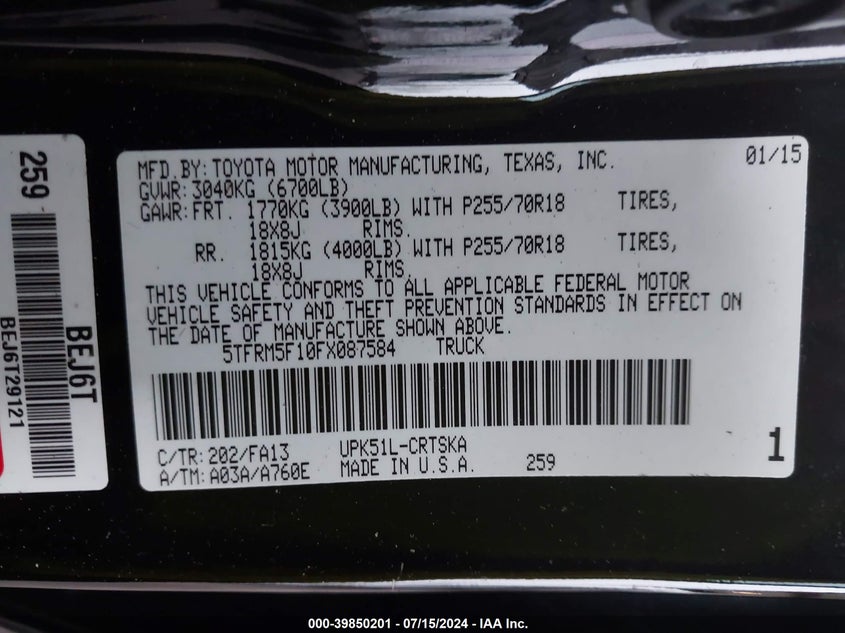 259
BEJ6T29121
BEJ6T
MFD.BY:TOYOTA MOTOR MANUFACTURING, TEXAS, INC. 01/15
GVWR:3040KG (6700LB)
GAWR:FRT. 1770KG (3900LB) WITH P255/70R18 TIRES,
18X8J RIMS.
RR. 1815KG (4000LB) WITH P255/70R18 TIRES,
18X8J RIMS.
THIS VEHICLE CONFORMS TO ALL APPLICABLE FEDERAL MOTOR
VEHICLE SAFETY AND THEFT PREVENTION STANDARDS IN EFFECT ON
THE DATE OF MANUFACTURE SHOWN ABOVE.
5TFRM5F10FX087584 TRUCK
C/TR:202/FA13 UPK51L-CRTSKA
A/TM:A03A/A760E MADE IN U.S.A. 259 1
000-39850201 - 07/15/2024 - IAA Inc.